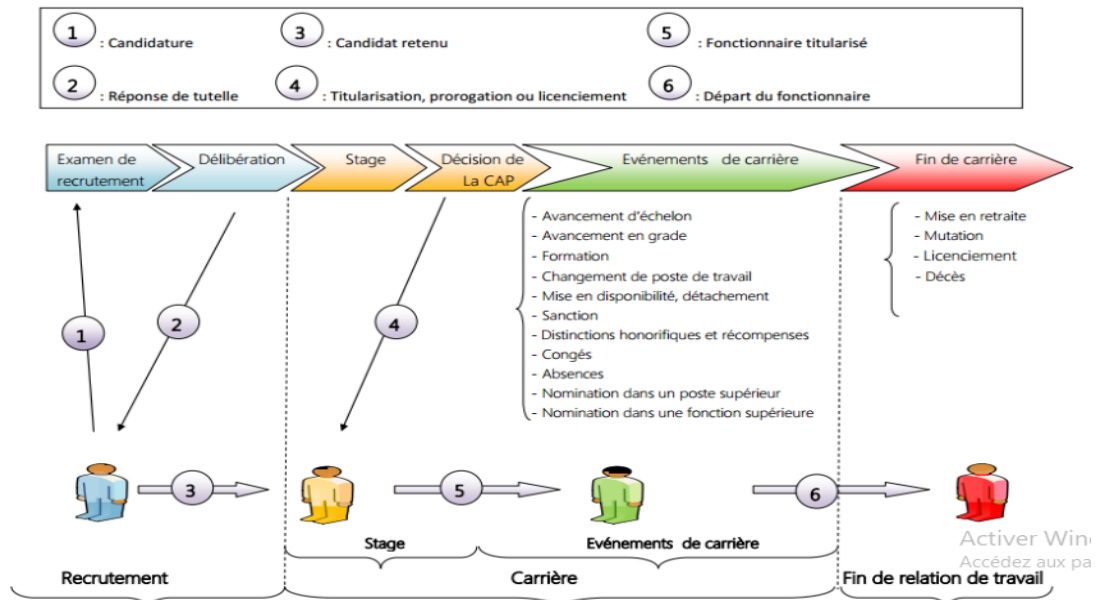 1 : Candidature
3 : Candidat retenu
5 : Fonctionnaire titularisé
2 : Réponse de tutelle
4 : Titularisation, prorogation ou licenciement
6 : Départ du fonctionnaire
Examen de
recrutement
Délibération
Stage
Décision de
La CAP
Evénements de carrière
Fin de carrière
- Avancement d'échelon
- Avancement en grade
- Formation
- Changement de poste de travail
- Mise en disponibilité, détachement
- Sanction
- Distinctions honorifiques et récompenses
- Congés
- Absences
- Nomination dans un poste supérieur
- Nomination dans une fonction supérieure
- Mise en retraite
- Mutation
- Licenciement
- Décès
1
2
4
3
5
6
Stage
Evénements de carrière
Activer Win
Accédez aux pa
Recrutement
Carrière
Fin de relation de travail